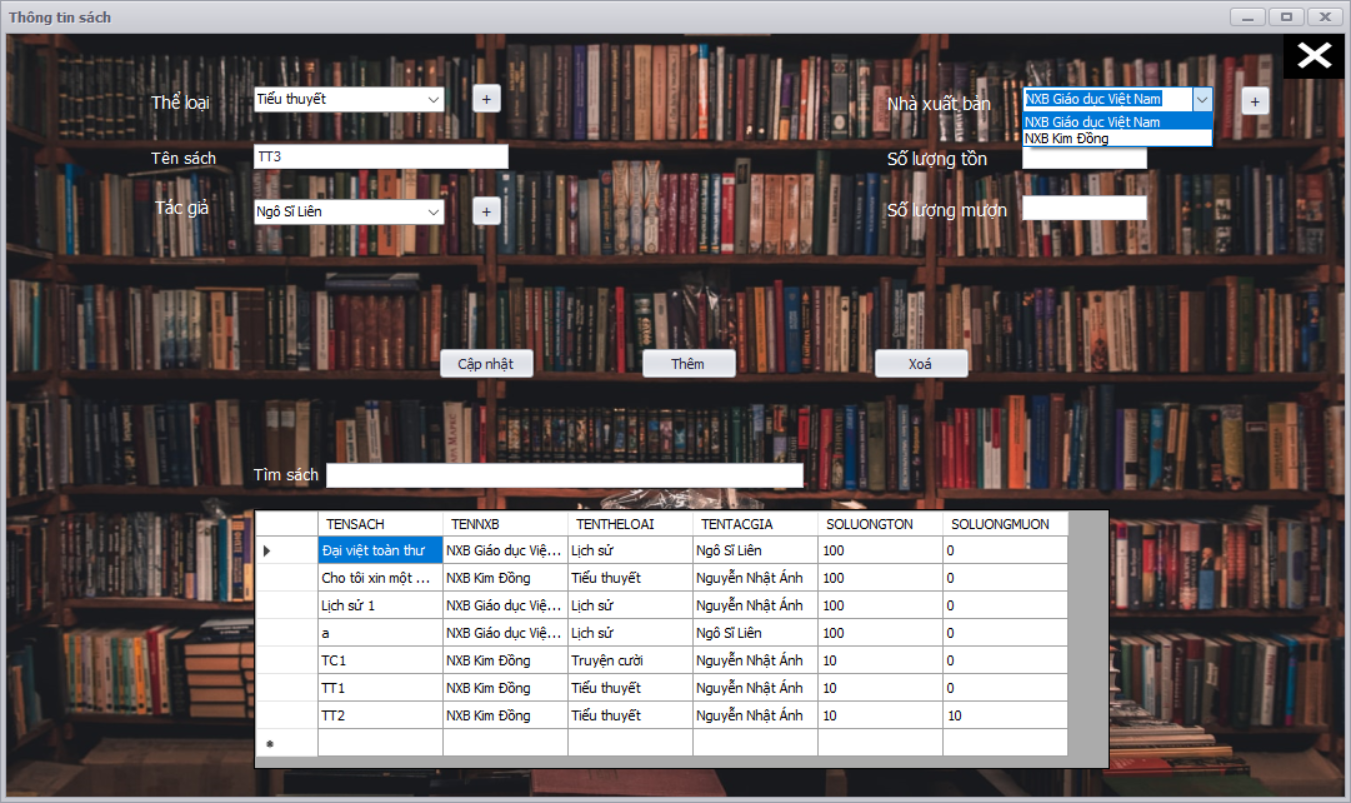 Thông tin sách
Thể loại Tiểu thuyết + Nhà xuất bản NXB Giáo dục Việt Nam +
NXB Giáo dục Việt Nam
NXB Kim Đồng
Tên sách TT3 Số lượng tồn
Tác giả Ngô Sĩ Liên + Số lượng mượn
Cập nhật Thêm Xoá
Tìm sách
TENSACH TENNXB TENTHELOAI TENTACGIA SOLUONGTON SOLUONGMUON
Đại việt toàn thư NXB Giáo dục Việ... Lịch sử Ngô Sĩ Liên 100 0
Cho tôi xin một ... NXB Kim Đồng Tiểu thuyết Nguyễn Nhật Ánh 100 0
Lịch sử 1 NXB Giáo dục Việ... Lịch sử Nguyễn Nhật Ánh 100 0
a NXB Giáo dục Việ... Lịch sử Ngô Sĩ Liên 100 0
TC1 NXB Kim Đồng Truyện cười Nguyễn Nhật Ánh 10 0
TT1 NXB Kim Đồng Tiểu thuyết Nguyễn Nhật Ánh 10 0
TT2 NXB Kim Đồng Tiểu thuyết Nguyễn Nhật Ánh 10 10